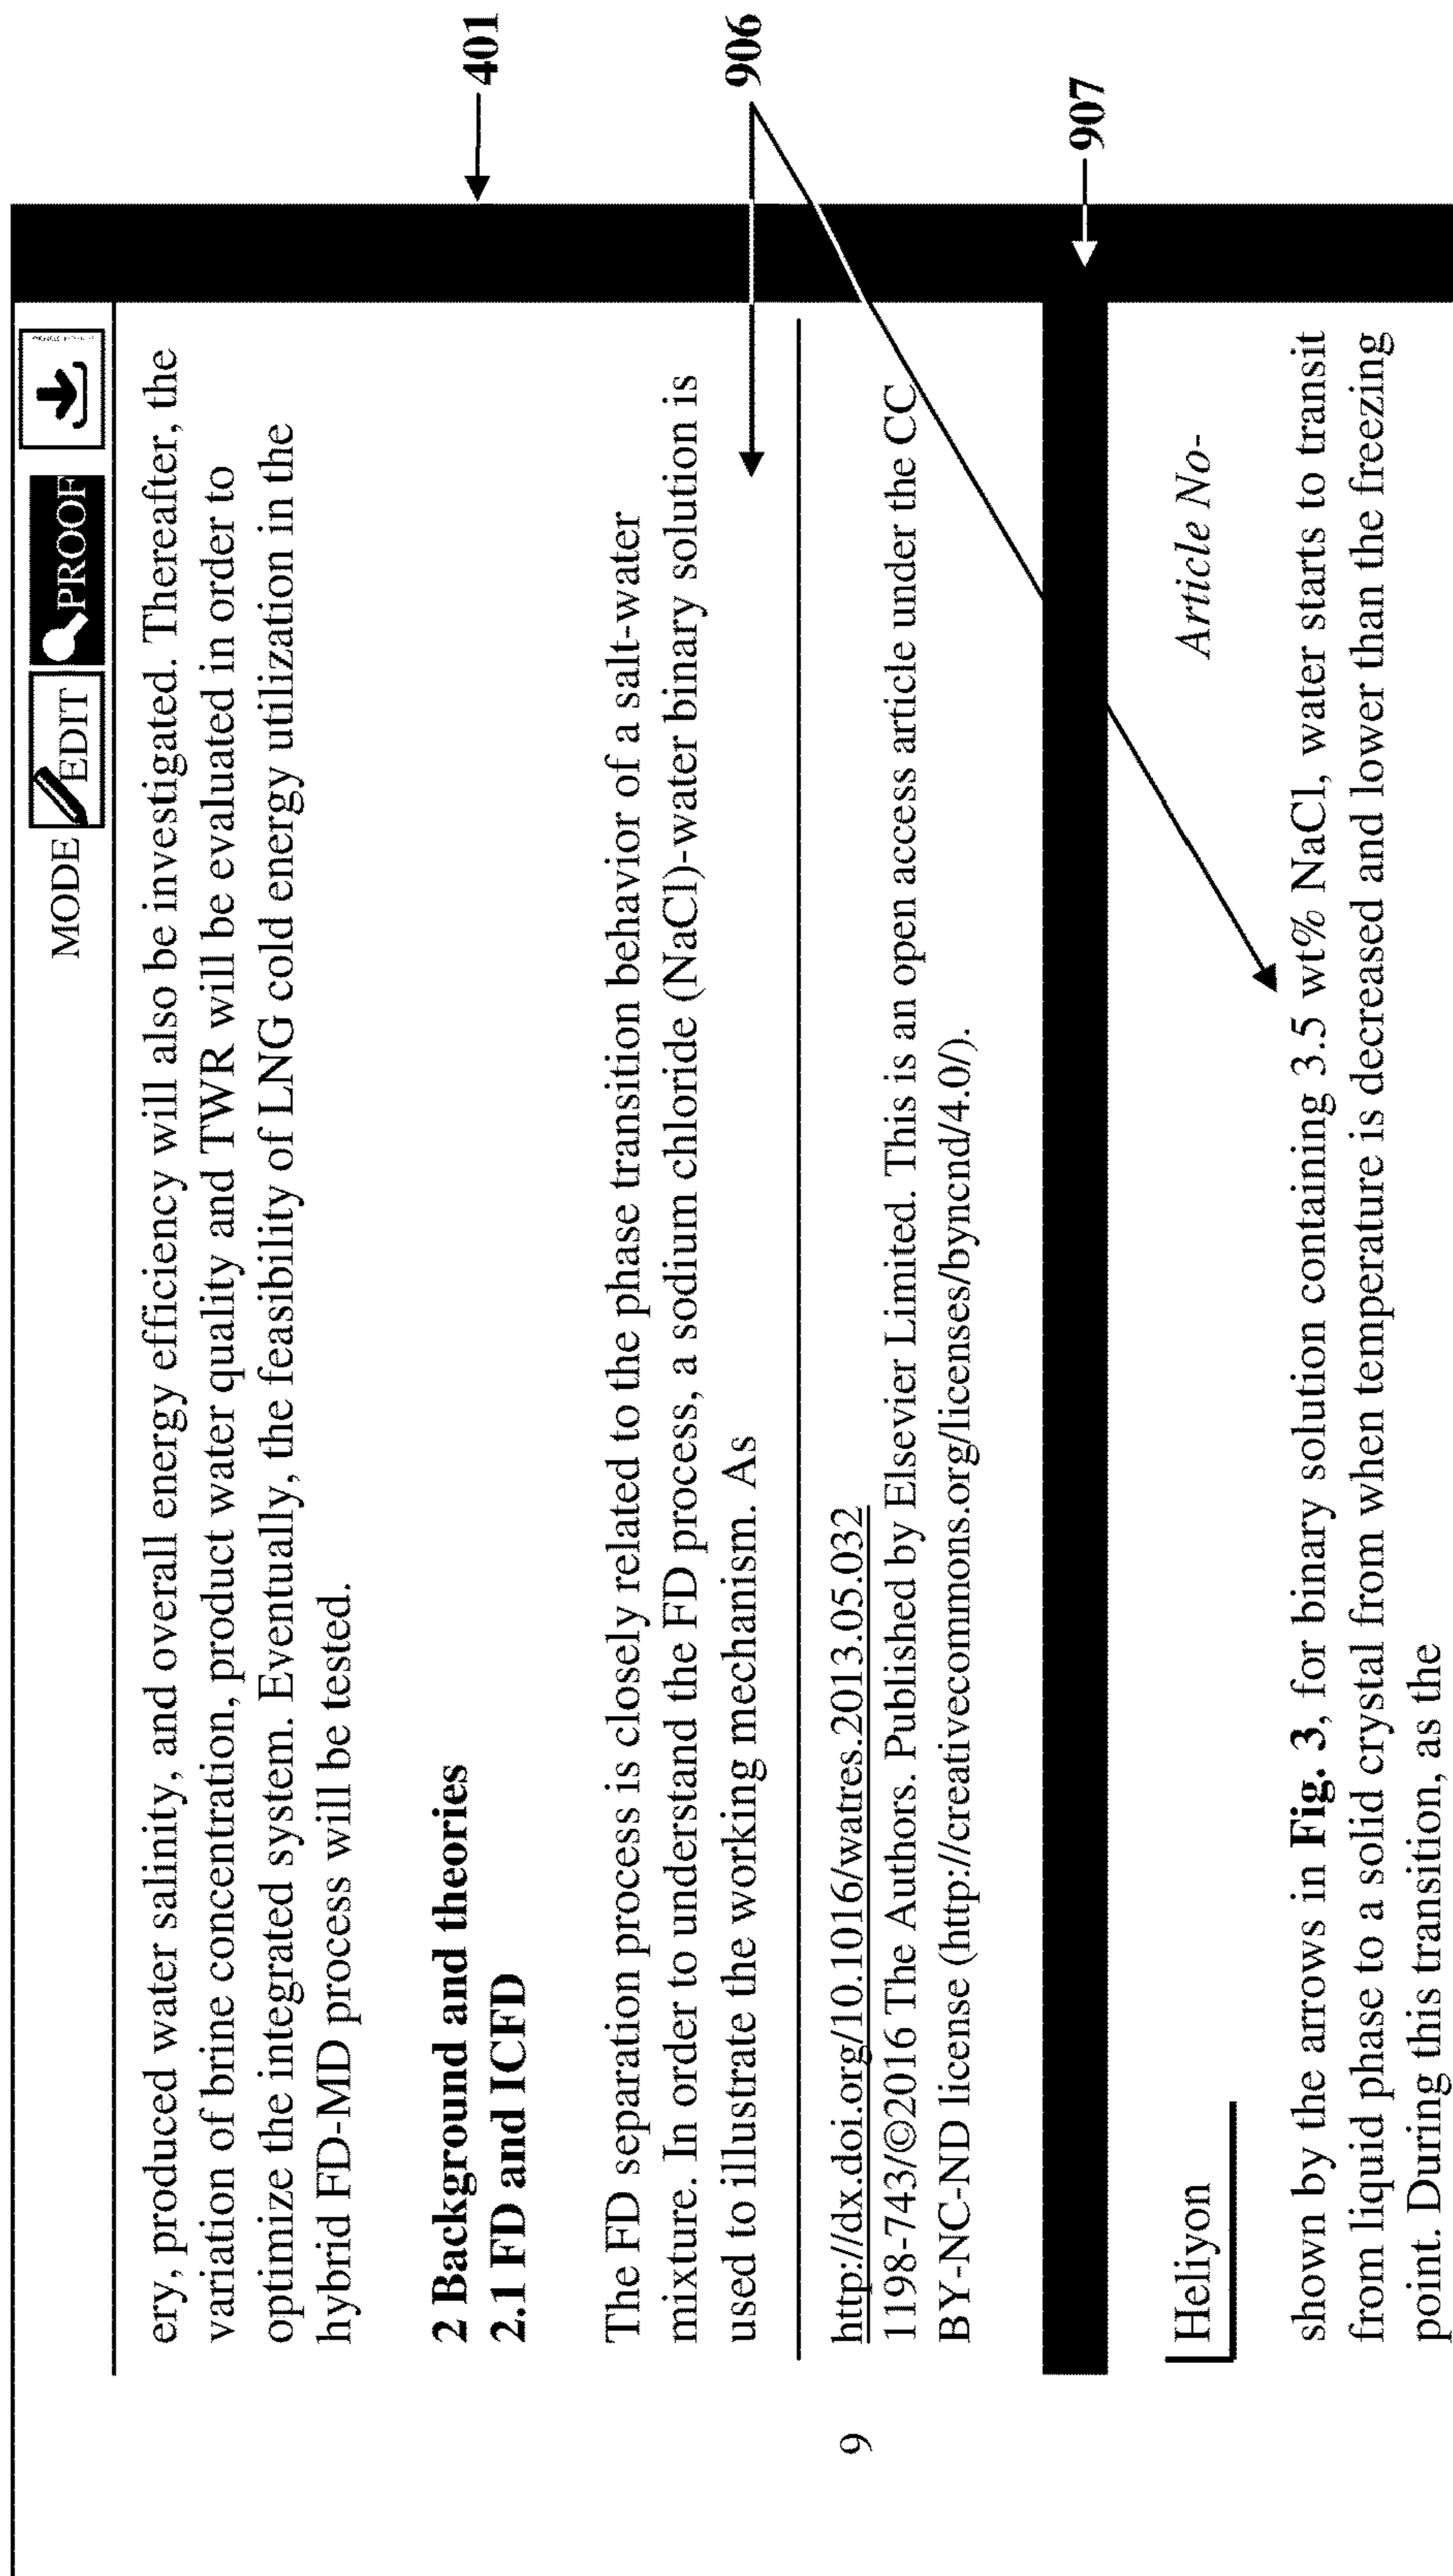 MODE EDIT PROOF
ery, produced water salinity, and overall energy efficiency will also be investigated. Thereafter, the
variation of brine concentration, product water quality and TWR will be evaluated in order to
optimize the integrated system. Eventually, the feasibility of LNG cold energy utilization in the
hybrid FD-MD process will be tested.
401
2 Background and theories
2.1 FD and ICFD
The FD separation process is closely related to the phase transition behavior of a salt-water
mixture. In order to understand the FD process, a sodium chloride (NaCl)-water binary solution is
used to illustrate the working mechanism. As
906
9
http://dx.doi.org/10.1016/watres.2013.05.032
1198-743/©2016 The Authors. Published by Elsevier Limited. This is an open access article under the CC
BY-NC-ND license (http://creativecommons.org/licenses/byncnd/4.0/).
907
Heliyon
Article No-
shown by the arrows in Fig. 3, for binary solution containing 3.5 wt% NaCl, water starts to transit
from liquid phase to a solid crystal from when temperature is decreased and lower than the freezing
point. During this transition, as the